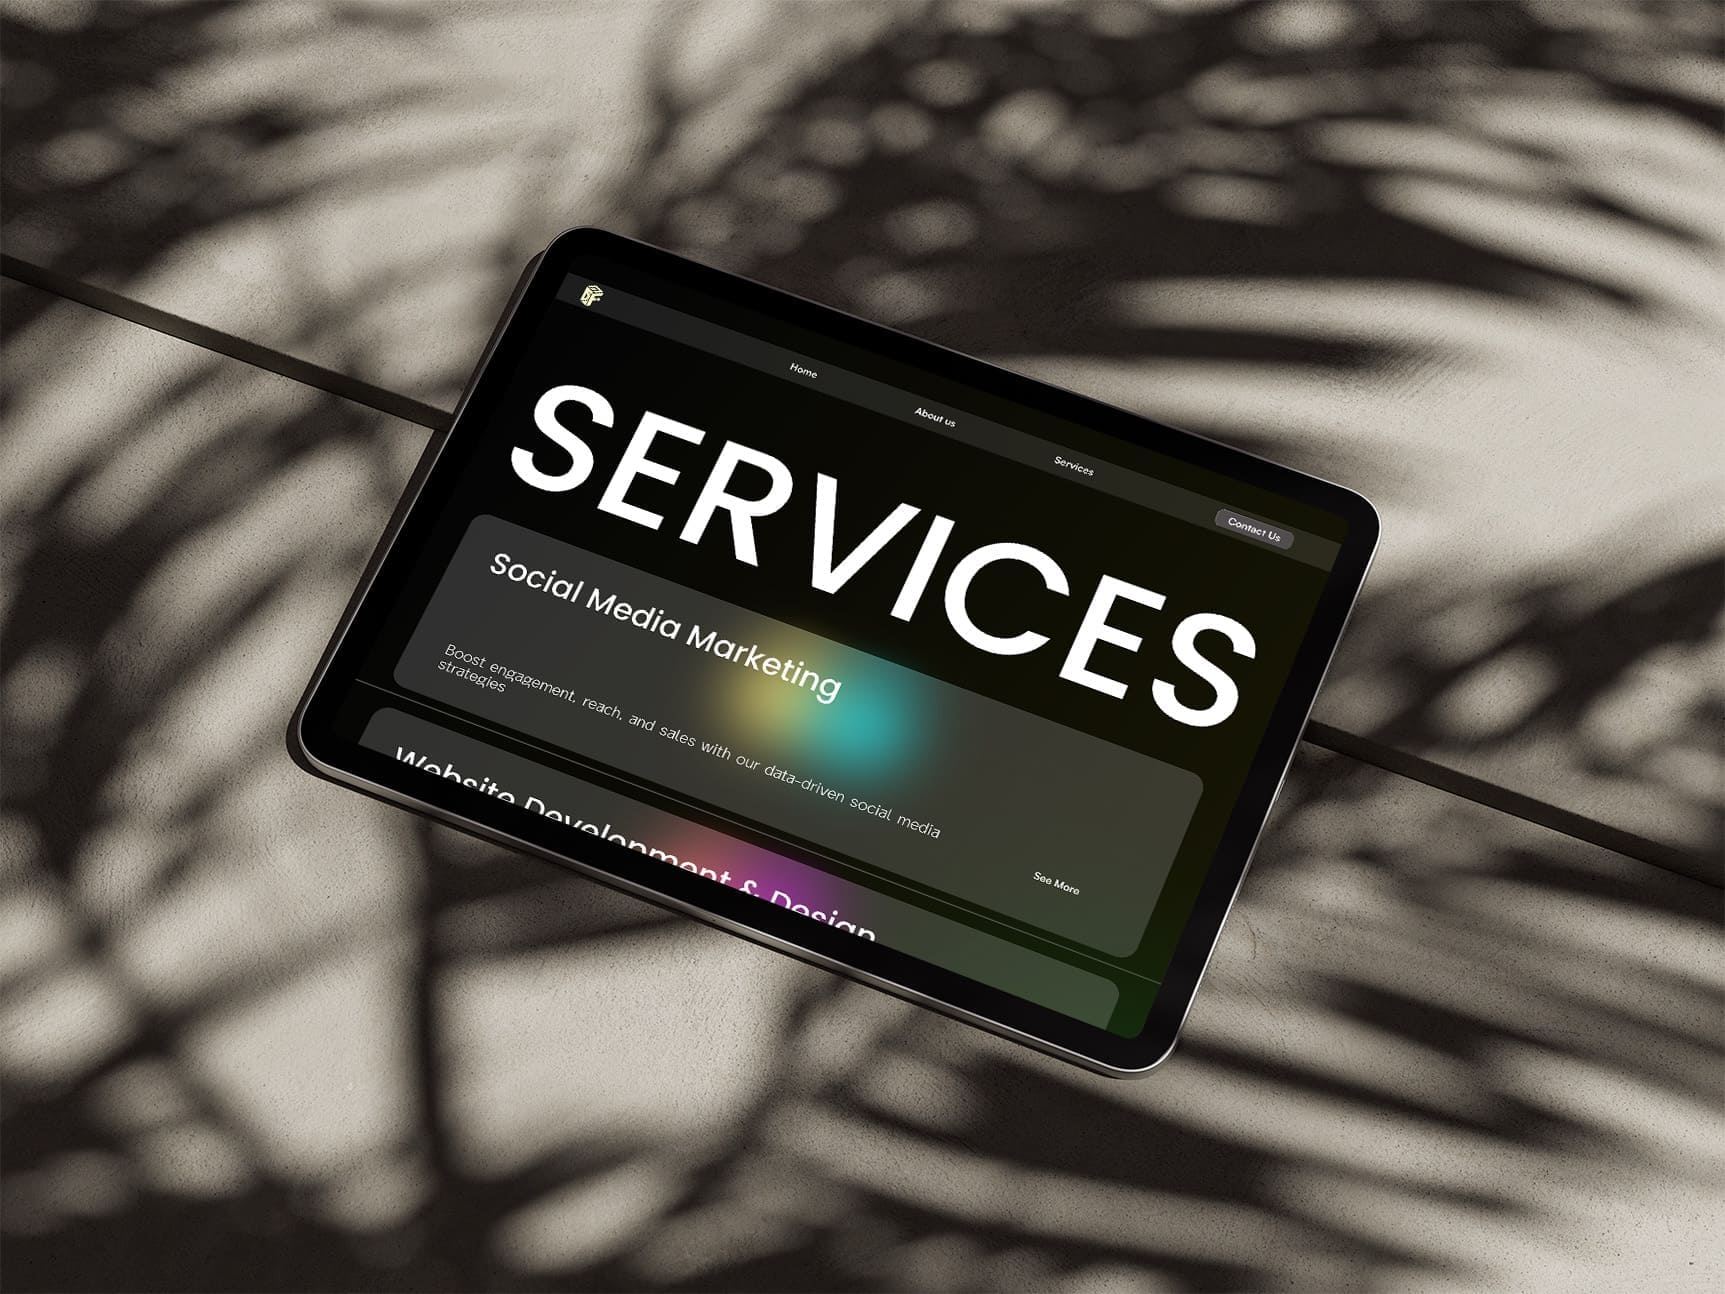 Home
About us
Services
Contact Us
SERVICES
Social Media Marketing
Boost engagement, reach, and sales with our data-driven social media
strategies
See More
Website Development & Design